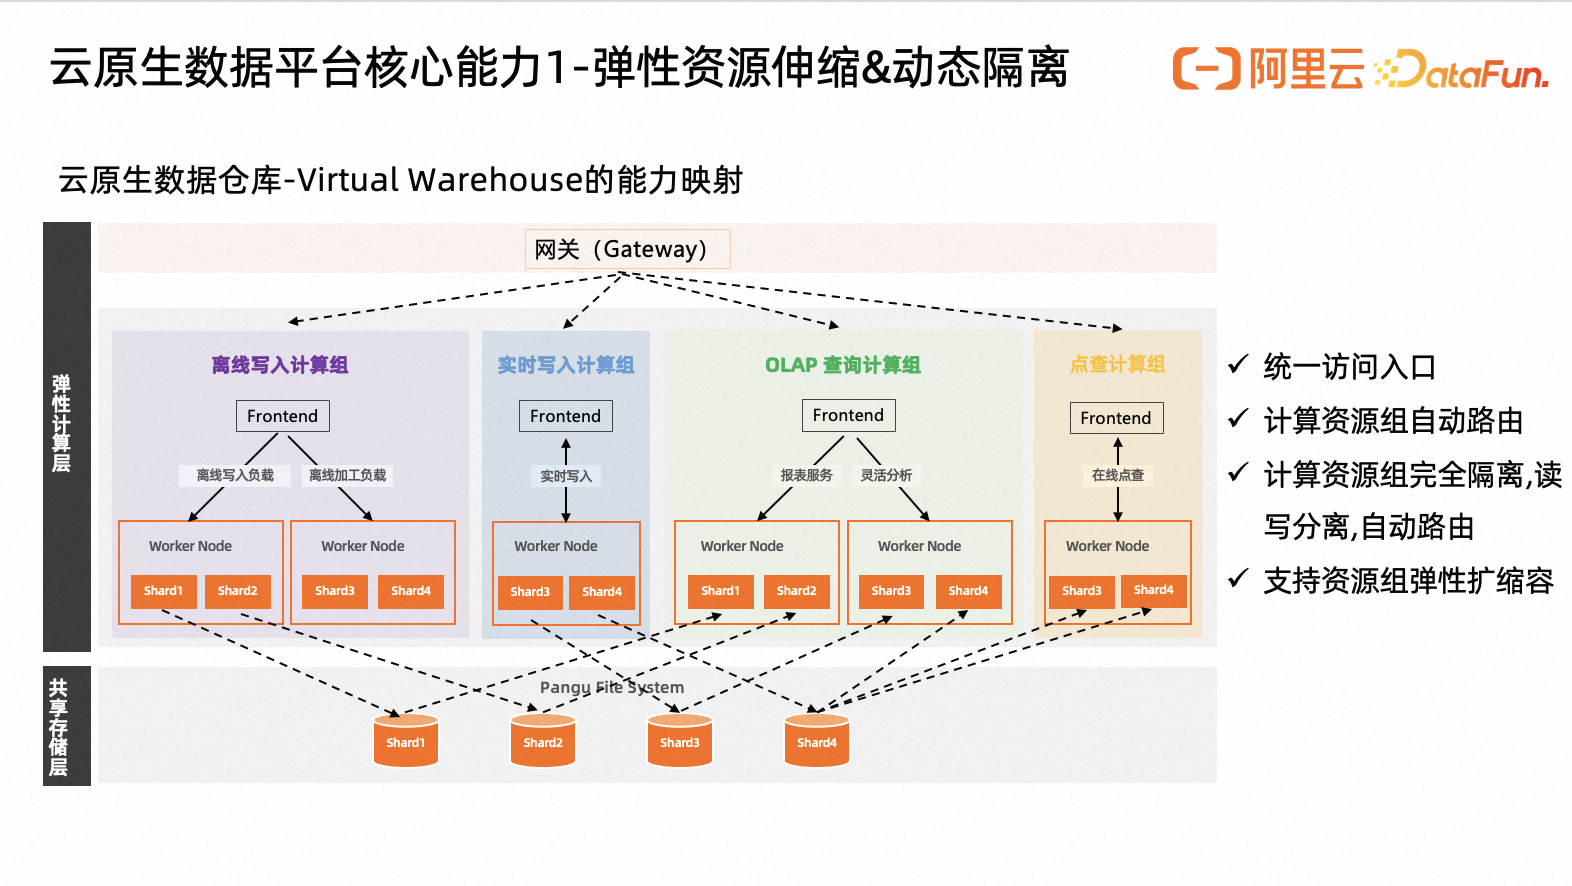 云原生数据平台核心能力1-弹性资源伸缩&动态隔离
阿里云
DataFun.
云原生数据仓库-Virtual Warehouse的能力映射
弹性计算层
网关（Gateway）
离线写入计算组
Frontend
离线写入负载
离线加工负载
Worker Node
Shard1
Shard2
Worker Node
Shard3
Shard4
实时写入计算组
Frontend
实时写入
Worker Node
Shard3
Shard4
OLAP 查询计算组
Frontend
报表服务
灵活分析
Worker Node
Shard1
Shard2
Worker Node
Shard3
Shard4
点查计算组
Frontend
在线点查
Worker Node
Shard3
Shard4
✓ 统一访问入口
✓ 计算资源组自动路由
✓ 计算资源组完全隔离,读
写分离,自动路由
✓ 支持资源组弹性扩缩容
共享存储层
Pangu File System
Shard1
Shard2
Shard3
Shard4